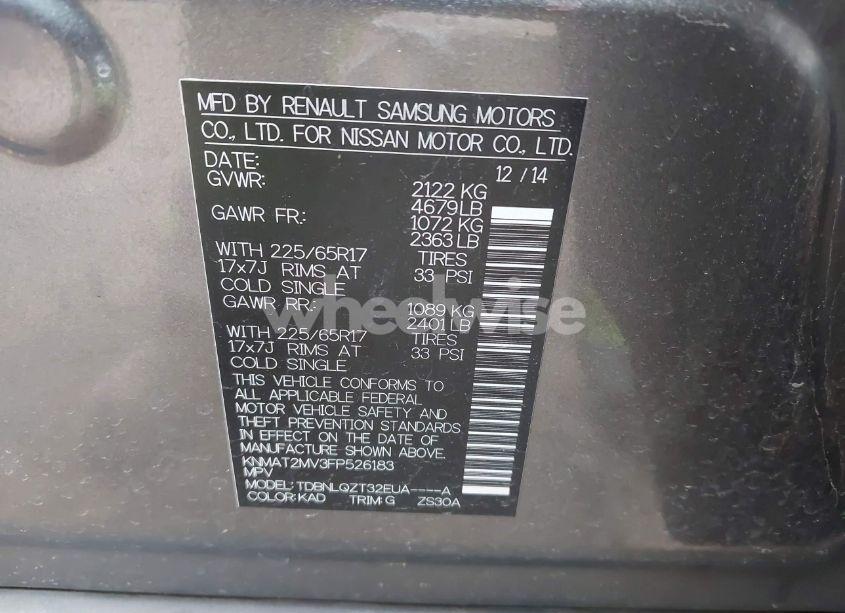 MFD BY RENAULT SAMSUNG MOTORS
CO., LTD. FOR NISSAN MOTOR CO., LTD.
DATE: 12 / 14
GVWR: 2122 KG
4679 LB
GAWR FR: 1072 KG
2363 LB
WITH 225/65R17 TIRES
17x7J RIMS AT 33 PSI
COLD SINGLE
GAWR RR: 1089 KG
2401 LB
WITH 225/65R17 TIRES
17x7J RIMS AT 33 PSI
COLD SINGLE
THIS VEHICLE CONFORMS TO
ALL APPLICABLE FEDERAL
MOTOR VEHICLE SAFETY AND
THEFT PREVENTION STANDARDS
IN EFFECT ON THE DATE OF
MANUFACTURE SHOWN ABOVE.
KNMAT2MV3FP526183
MPV
MODEL: TDBNLQZT32EUA----A
COLOR: KAD TRIM: G ZS30A
wheelwise